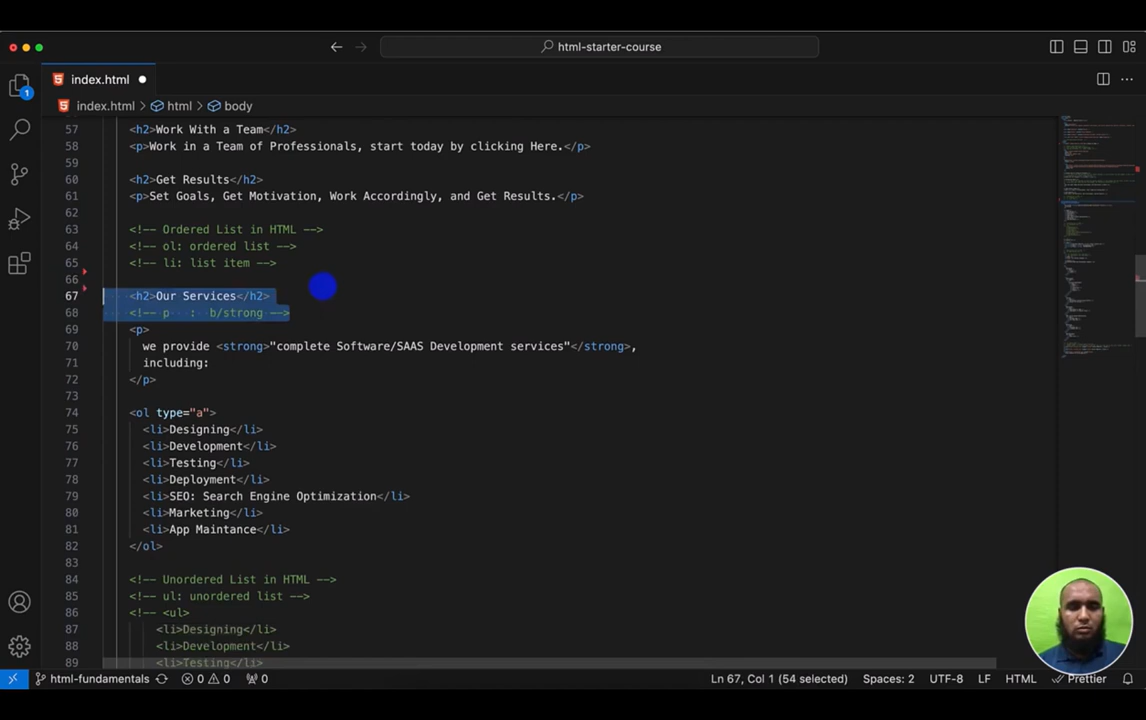 html-starter-course
index.html
index.html > html > body
1
57 <h2>Work With a Team</h2>
58 <p>Work in a Team of Professionals, start today by clicking Here.</p>
59
60 <h2>Get Results</h2>
61 <p>Set Goals, Get Motivation, Work Accordingly, and Get Results.</p>
62
63 <!-- Ordered List in HTML -->
64 <!-- ol: ordered list -->
65 <!-- li: list item -->
66
67 <h2>Our Services</h2>
68 <!-- p : b/strong -->
69 <p>
70 we provide <strong>"complete Software/SAAS Development services"</strong>,
71 including:
72 </p>
73
74 <ol type="a">
75 <li>Designing</li>
76 <li>Development</li>
77 <li>Testing</li>
78 <li>Deployment</li>
79 <li>SEO: Search Engine Optimization</li>
80 <li>Marketing</li>
81 <li>App Maintance</li>
82 </ol>
83
84 <!-- Unordered List in HTML -->
85 <!-- ul: unordered list -->
86 <!-- <ul>
87 <li>Designing</li>
88 <li>Development</li>
89 <li>Testing</li>
html-fundamentals 0 0 0 Ln 67, Col 1 (54 selected) Spaces: 2 UTF-8 LF HTML Prettier